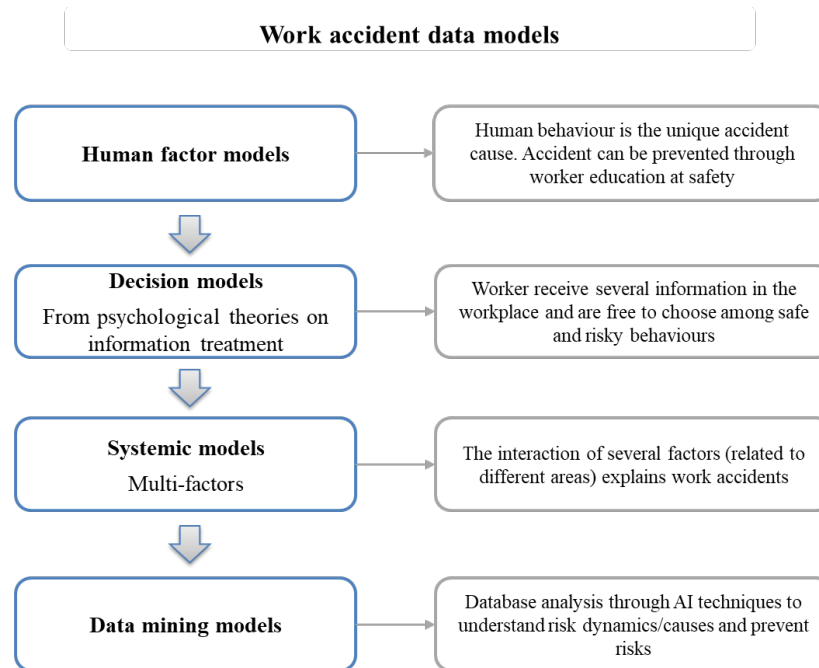 Work accident data models
Human factor models
Human behaviour is the unique accident
cause. Accident can be prevented through
worker education at safety
Decision models
From psychological theories on
information treatment
Worker receive several information in the
workplace and are free to choose among safe
and risky behaviours
Systemic models
Multi-factors
The interaction of several factors (related to
different areas) explains work accidents
Data mining models
Database analysis through AI techniques to
understand risk dynamics/causes and prevent
risks